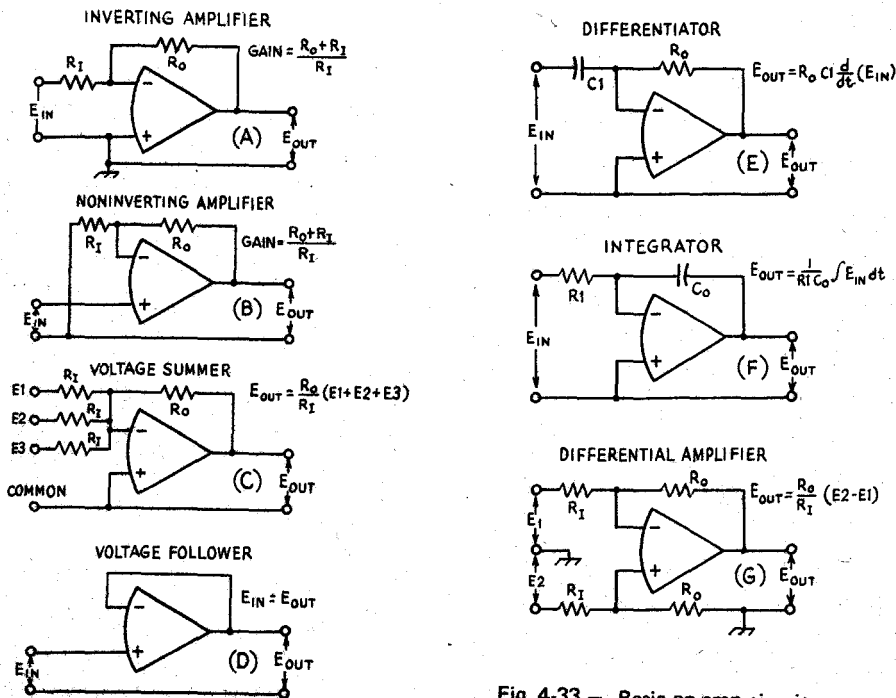 INVERTING AMPLIFIER
R_I
R_O
GAIN = (R_O + R_I) / R_I
E_IN
−
+
(A)
E_OUT
NONINVERTING AMPLIFIER
R_I
R_O
GAIN = (R_O + R_I) / R_I
−
+
E_IN
(B)
E_OUT
VOLTAGE SUMMER
E1
R_I
R_O
E_OUT = R_O / R_I (E1 + E2 + E3)
E2
R_I
E3
R_I
−
+
(C)
E_OUT
COMMON
VOLTAGE FOLLOWER
E_IN = E_OUT
−
+
(D)
E_IN
E_OUT
DIFFERENTIATOR
C1
R_O
E_OUT = R_O C1 d/dt (E_IN)
E_IN
−
+
(E)
E_OUT
INTEGRATOR
R1
C_O
E_OUT = 1 / R1 C_O ∫ E_IN dt
E_IN
−
+
(F)
E_OUT
DIFFERENTIAL AMPLIFIER
R_I
R_O
E_OUT = R_O / R_I (E2 - E1)
E1
E2
−
+
(G)
R_I
R_O
E_OUT
Fig. 4-33 — Basic op amp